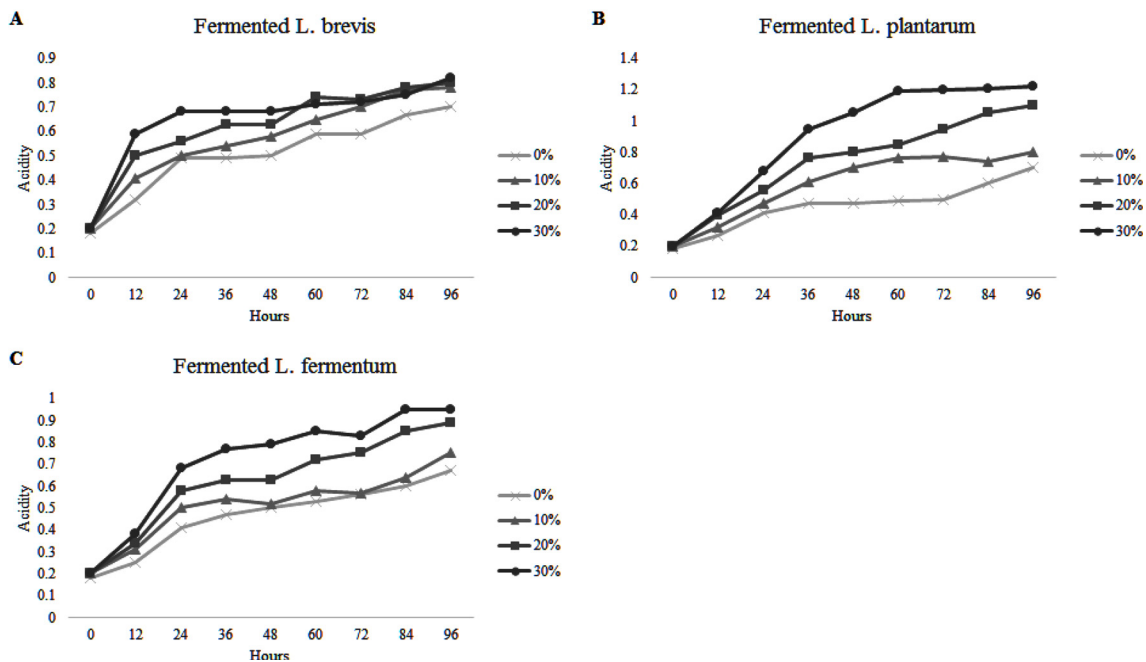 A
Fermented L. brevis
0.9
0.8
0.7
0.6
0.5
0.4
0.3
0.2
0.1
0
Acidity
0 12 24 36 48 60 72 84 96
Hours
0%
10%
20%
30%
B
Fermented L. plantarum
1.4
1.2
1
0.8
0.6
0.4
0.2
0
Acidity
0 12 24 36 48 60 72 84 96
Hours
0%
10%
20%
30%
C
Fermented L. fermentum
1
0.9
0.8
0.7
0.6
0.5
0.4
0.3
0.2
0.1
0
Acidity
0 12 24 36 48 60 72 84 96
Hours
0%
10%
20%
30%